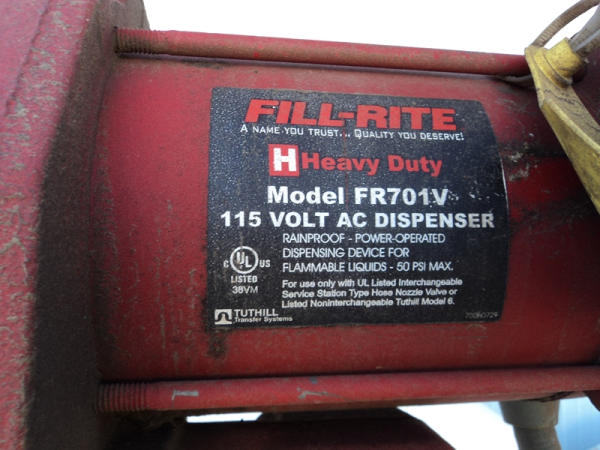 FILL-RITE
A NAME YOU TRUST... QUALITY YOU DESERVE!
H Heavy Duty
Model FR701V
115 VOLT AC DISPENSER
RAINPROOF - POWER-OPERATED
DISPENSING DEVICE FOR
FLAMMABLE LIQUIDS - 50 PSI MAX.
C UL US
LISTED
38VM
For use only with UL Listed Interchangeable
Service Station Type Hose Nozzle Valve or
Listed Noninterchangeable Tuthill Model 6.
TUTHILL
Transfer Systems